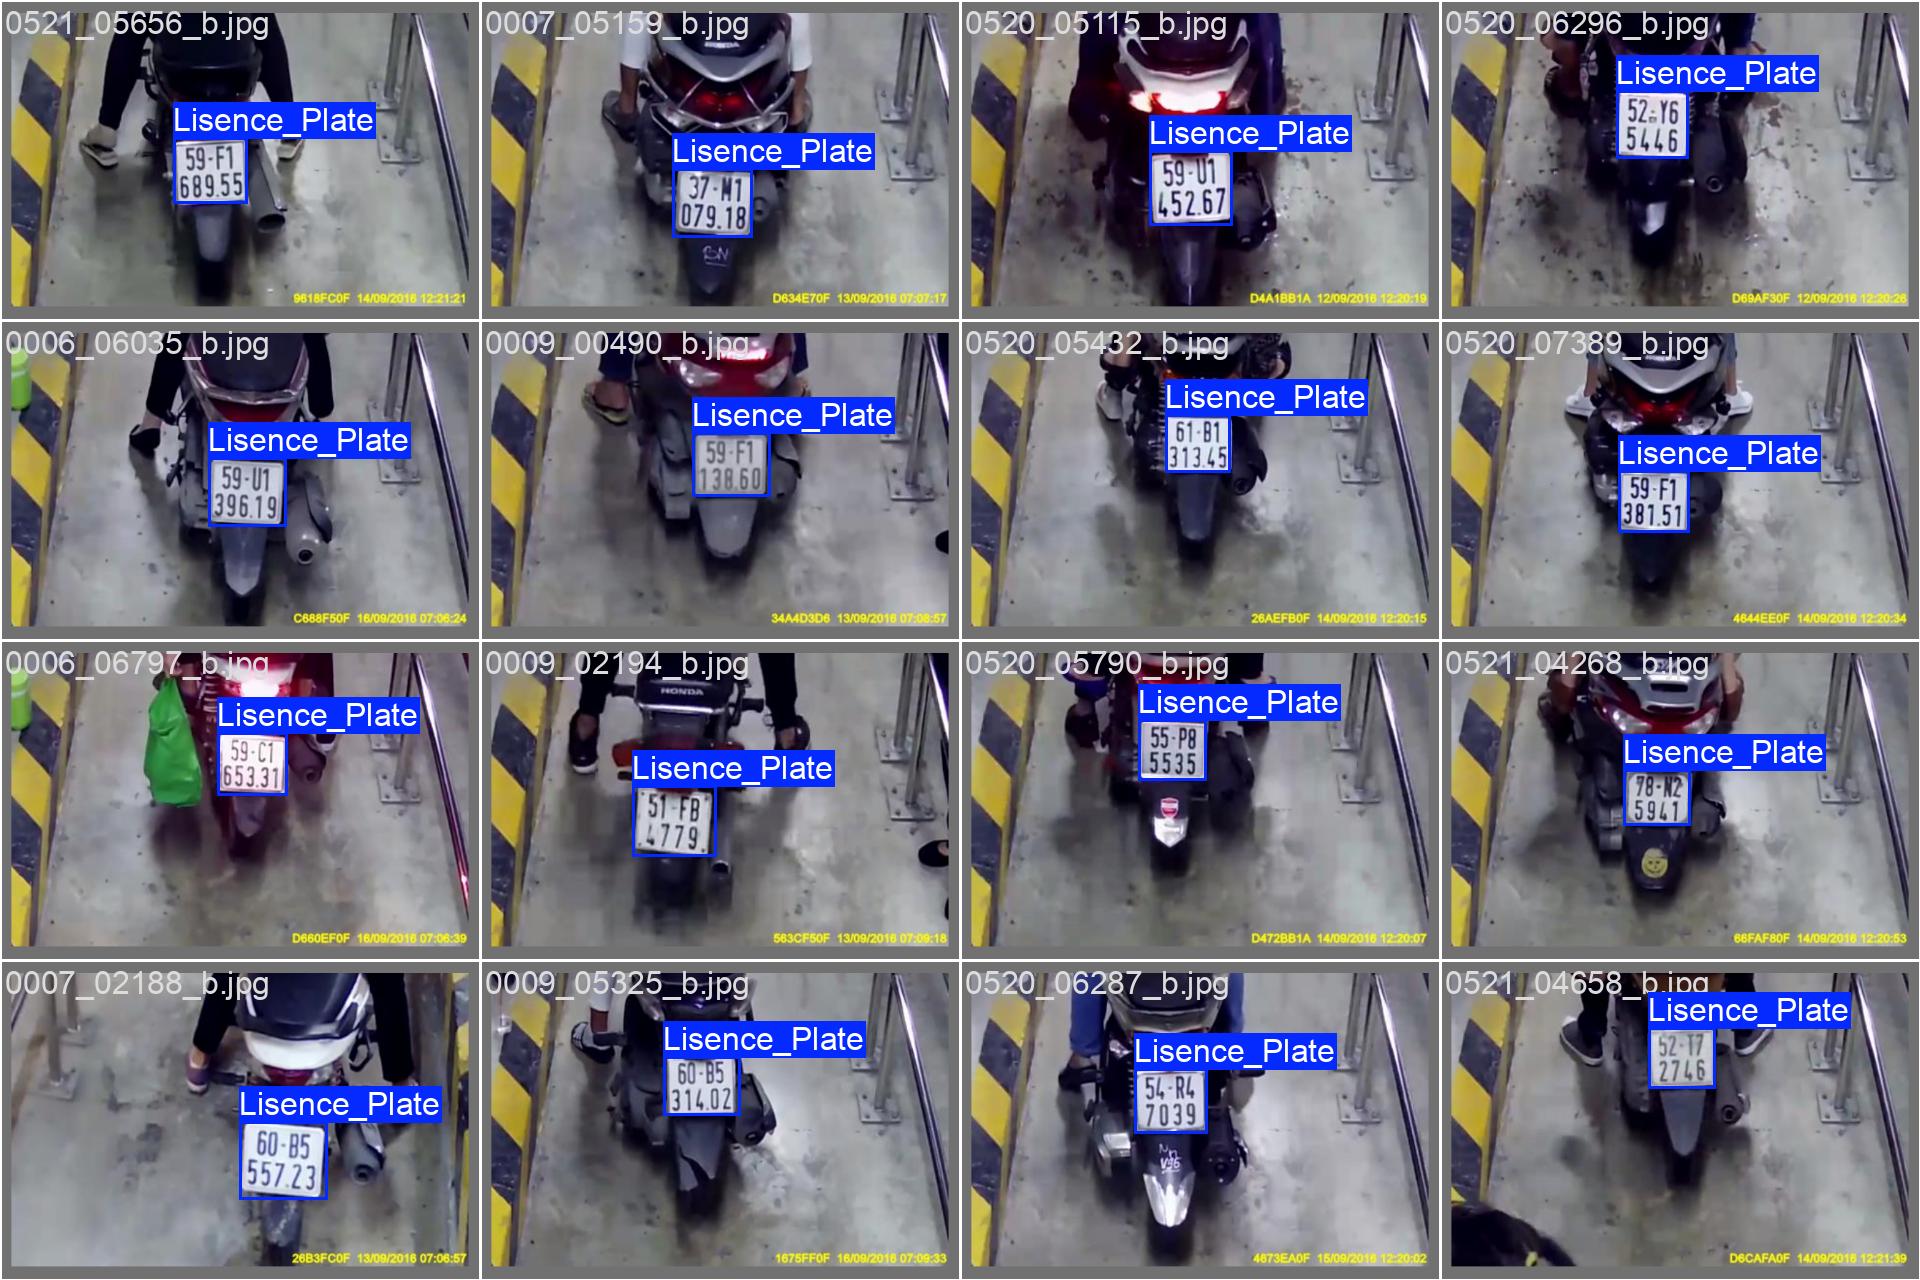 0521_05656_b.jpg
Lisence_Plate
59-F1
689.55
9618FC0F 14/09/2016 12:21:21
0007_05159_b.jpg
HONDA
Lisence_Plate
37-M1
079.18
BN
D634E70F 13/09/2016 07:07:17
0520_05115_b.jpg
Lisence_Plate
59-U1
452.67
D4A1BB1A 12/09/2016 12:20:19
0520_06296_b.jpg
Lisence_Plate
52-Y6
5446
D69AF30F 12/09/2016 12:20:26
0006_06035_b.jpg
Lisence_Plate
59-U1
396.19
C688F50F 16/09/2016 07:06:24
0009_00490_b.jpg
Lisence_Plate
59-F1
138.60
34A4D3D6 13/09/2016 07:08:57
0520_05432_b.jpg
Lisence_Plate
61-B1
313.45
26AEFB0F 14/09/2016 12:20:15
0520_07389_b.jpg
Lisence_Plate
59-F1
381.51
4644EE0F 14/09/2016 12:20:34
0006_06797_b.jpg
Lisence_Plate
59-C1
653.31
D660EF0F 16/09/2016 07:06:39
0009_02194_b.jpg
HONDA
Lisence_Plate
51-FB
4779
563CF50F 13/09/2016 07:09:18
0520_05790_b.jpg
Lisence_Plate
55-P8
5535
D472BB1A 14/09/2016 12:20:07
0521_04268_b.jpg
Lisence_Plate
78-N2
5941
66FAF80F 14/09/2016 12:20:53
0007_02188_b.jpg
Lisence_Plate
60-B5
557.23
26B3FC0F 13/09/2016 07:06:57
0009_05325_b.jpg
Lisence_Plate
60-B5
314.02
1675FF0F 16/09/2016 07:09:33
0520_06287_b.jpg
Lisence_Plate
54-R4
7039
V96
4673EA0F 15/09/2016 12:20:02
0521_04658_b.jpg
Lisence_Plate
52-17
2746
D6CAFA0F 14/09/2016 12:21:39